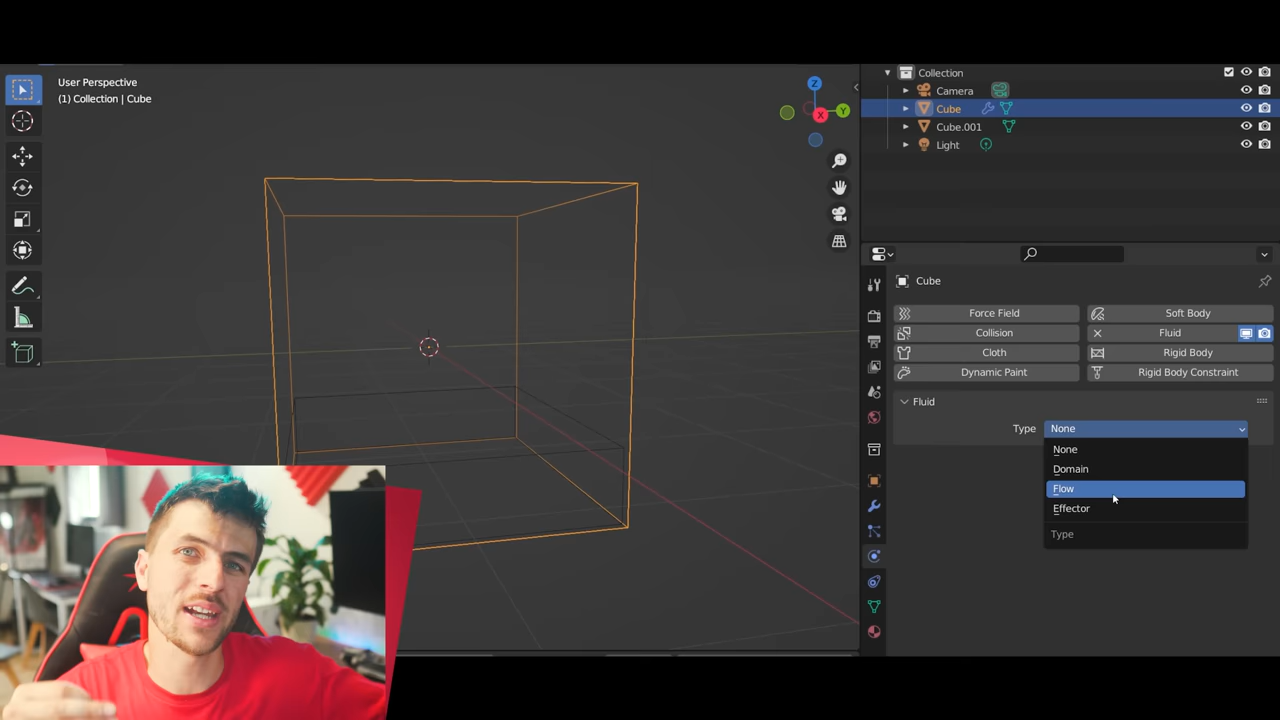 User Perspective
(1) Collection | Cube
Z
Y
X
Collection
Camera
Cube
Cube.001
Light
Cube
Force Field
Soft Body
Collision
Fluid
Cloth
Rigid Body
Dynamic Paint
Rigid Body Constraint
Fluid
Type
None
None
Domain
Flow
Effector
Type